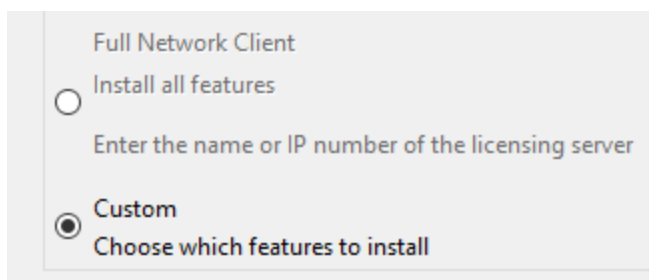 Full Network Client
Install all features
Enter the name or IP number of the licensing server
Custom
Choose which features to install